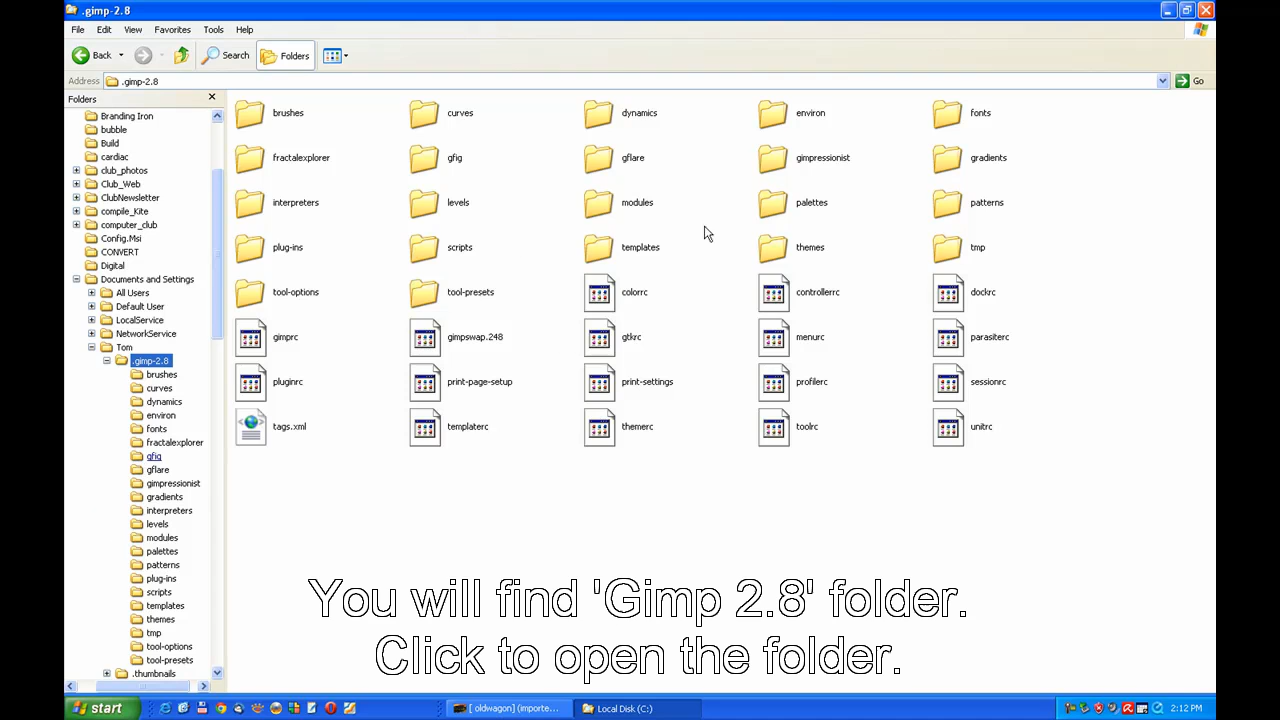 .gimp-2.8
File Edit View Favorites Tools Help
Back Search Folders
Address .gimp-2.8 Go
Folders
Branding Iron
bubble
Build
cardiac
club_photos
Club_Web
ClubNewsletter
compile_Kite
computer_club
Config.Msi
CONVERT
Digital
Documents and Settings
All Users
Default User
LocalService
NetworkService
Tom
.gimp-2.8
brushes
curves
dynamics
environ
fonts
fractalexplorer
gfig
gflare
gimpressionist
gradients
interpreters
levels
modules
palettes
patterns
plug-ins
scripts
templates
themes
tmp
tool-options
tool-presets
.thumbnails
brushes curves dynamics environ fonts
fractalexplorer gfig gflare gimpressionist gradients
interpreters levels modules palettes patterns
plug-ins scripts templates themes tmp
tool-options tool-presets colorrc controllerrc dockrc
gimprc gimpswap.248 gtkrc menurc parasiterc
pluginrc print-page-setup print-settings profilerc sessionrc
tags.xml templaterc themerc toolrc unitrc
You will find 'Gimp 2.8' folder.
Click to open the folder.
start [ oldwagon] (importe... Local Disk (C:) 2:12 PM